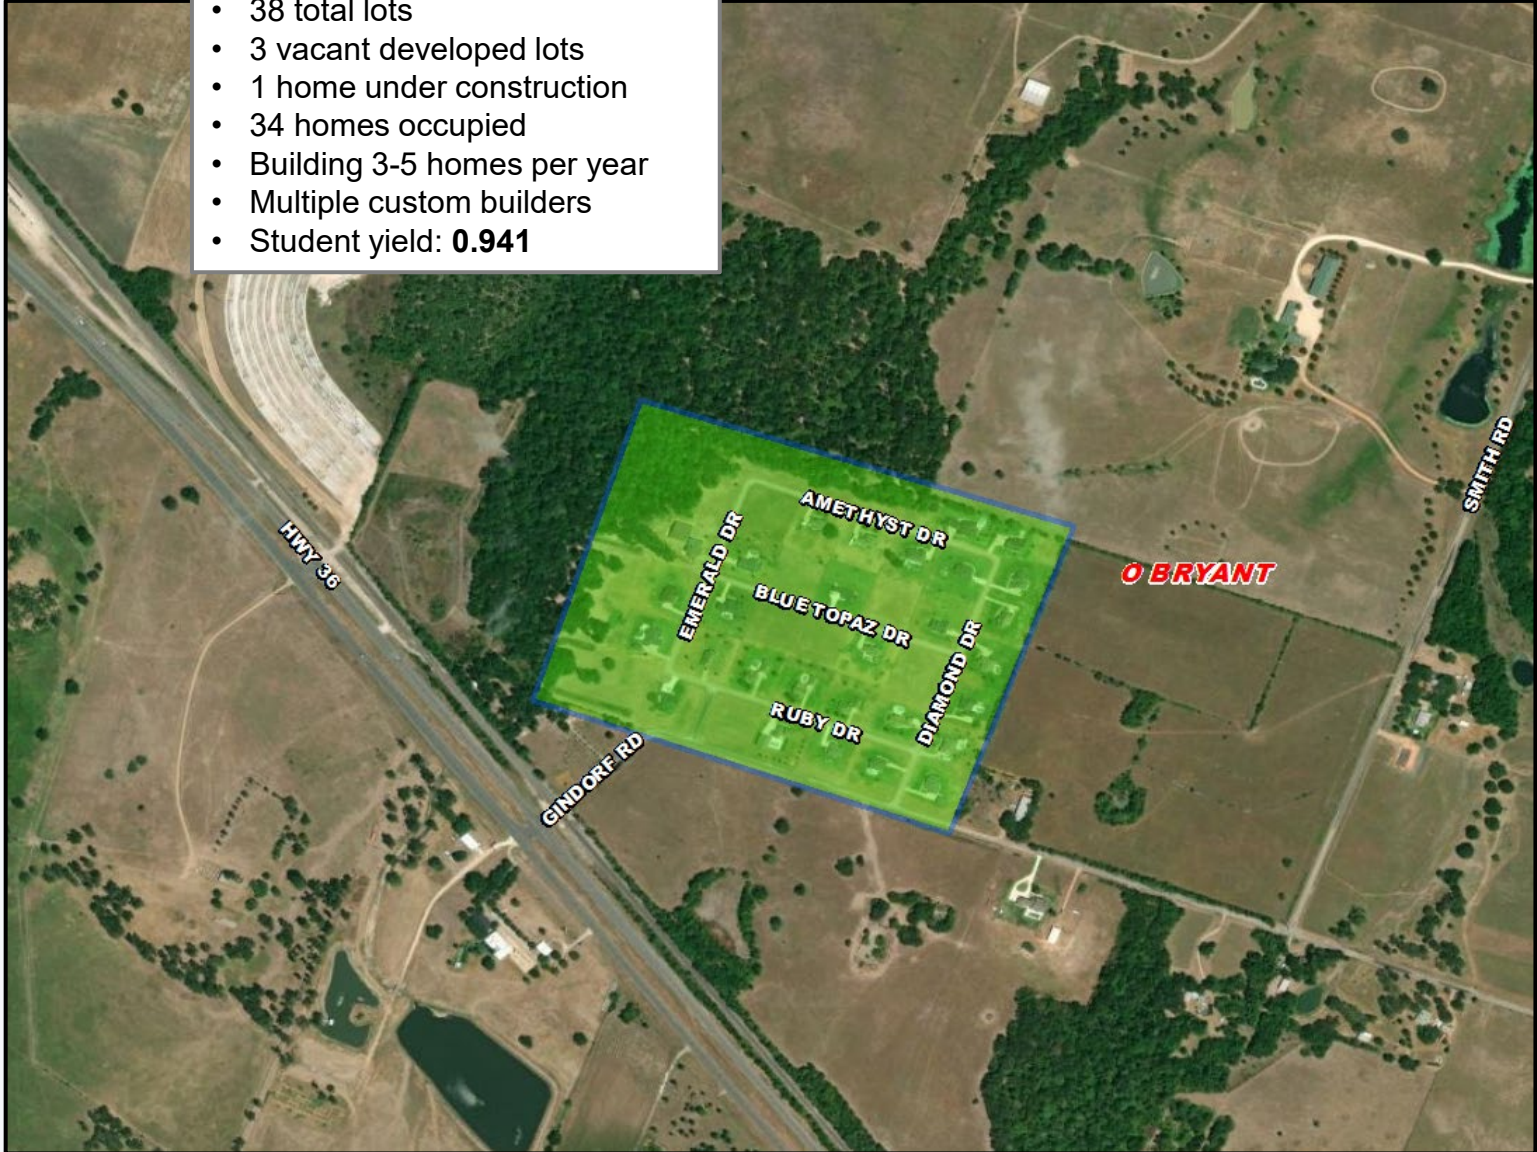 • 38 total lots
• 3 vacant developed lots
• 1 home under construction
• 34 homes occupied
• Building 3-5 homes per year
• Multiple custom builders
• Student yield: 0.941
SMITH RD
AMETHYST DR
HWY 36
EMERALD DR
O BRYANT
BLUE TOPAZ DR
DIAMOND DR
RUBY DR
GINDORF RD